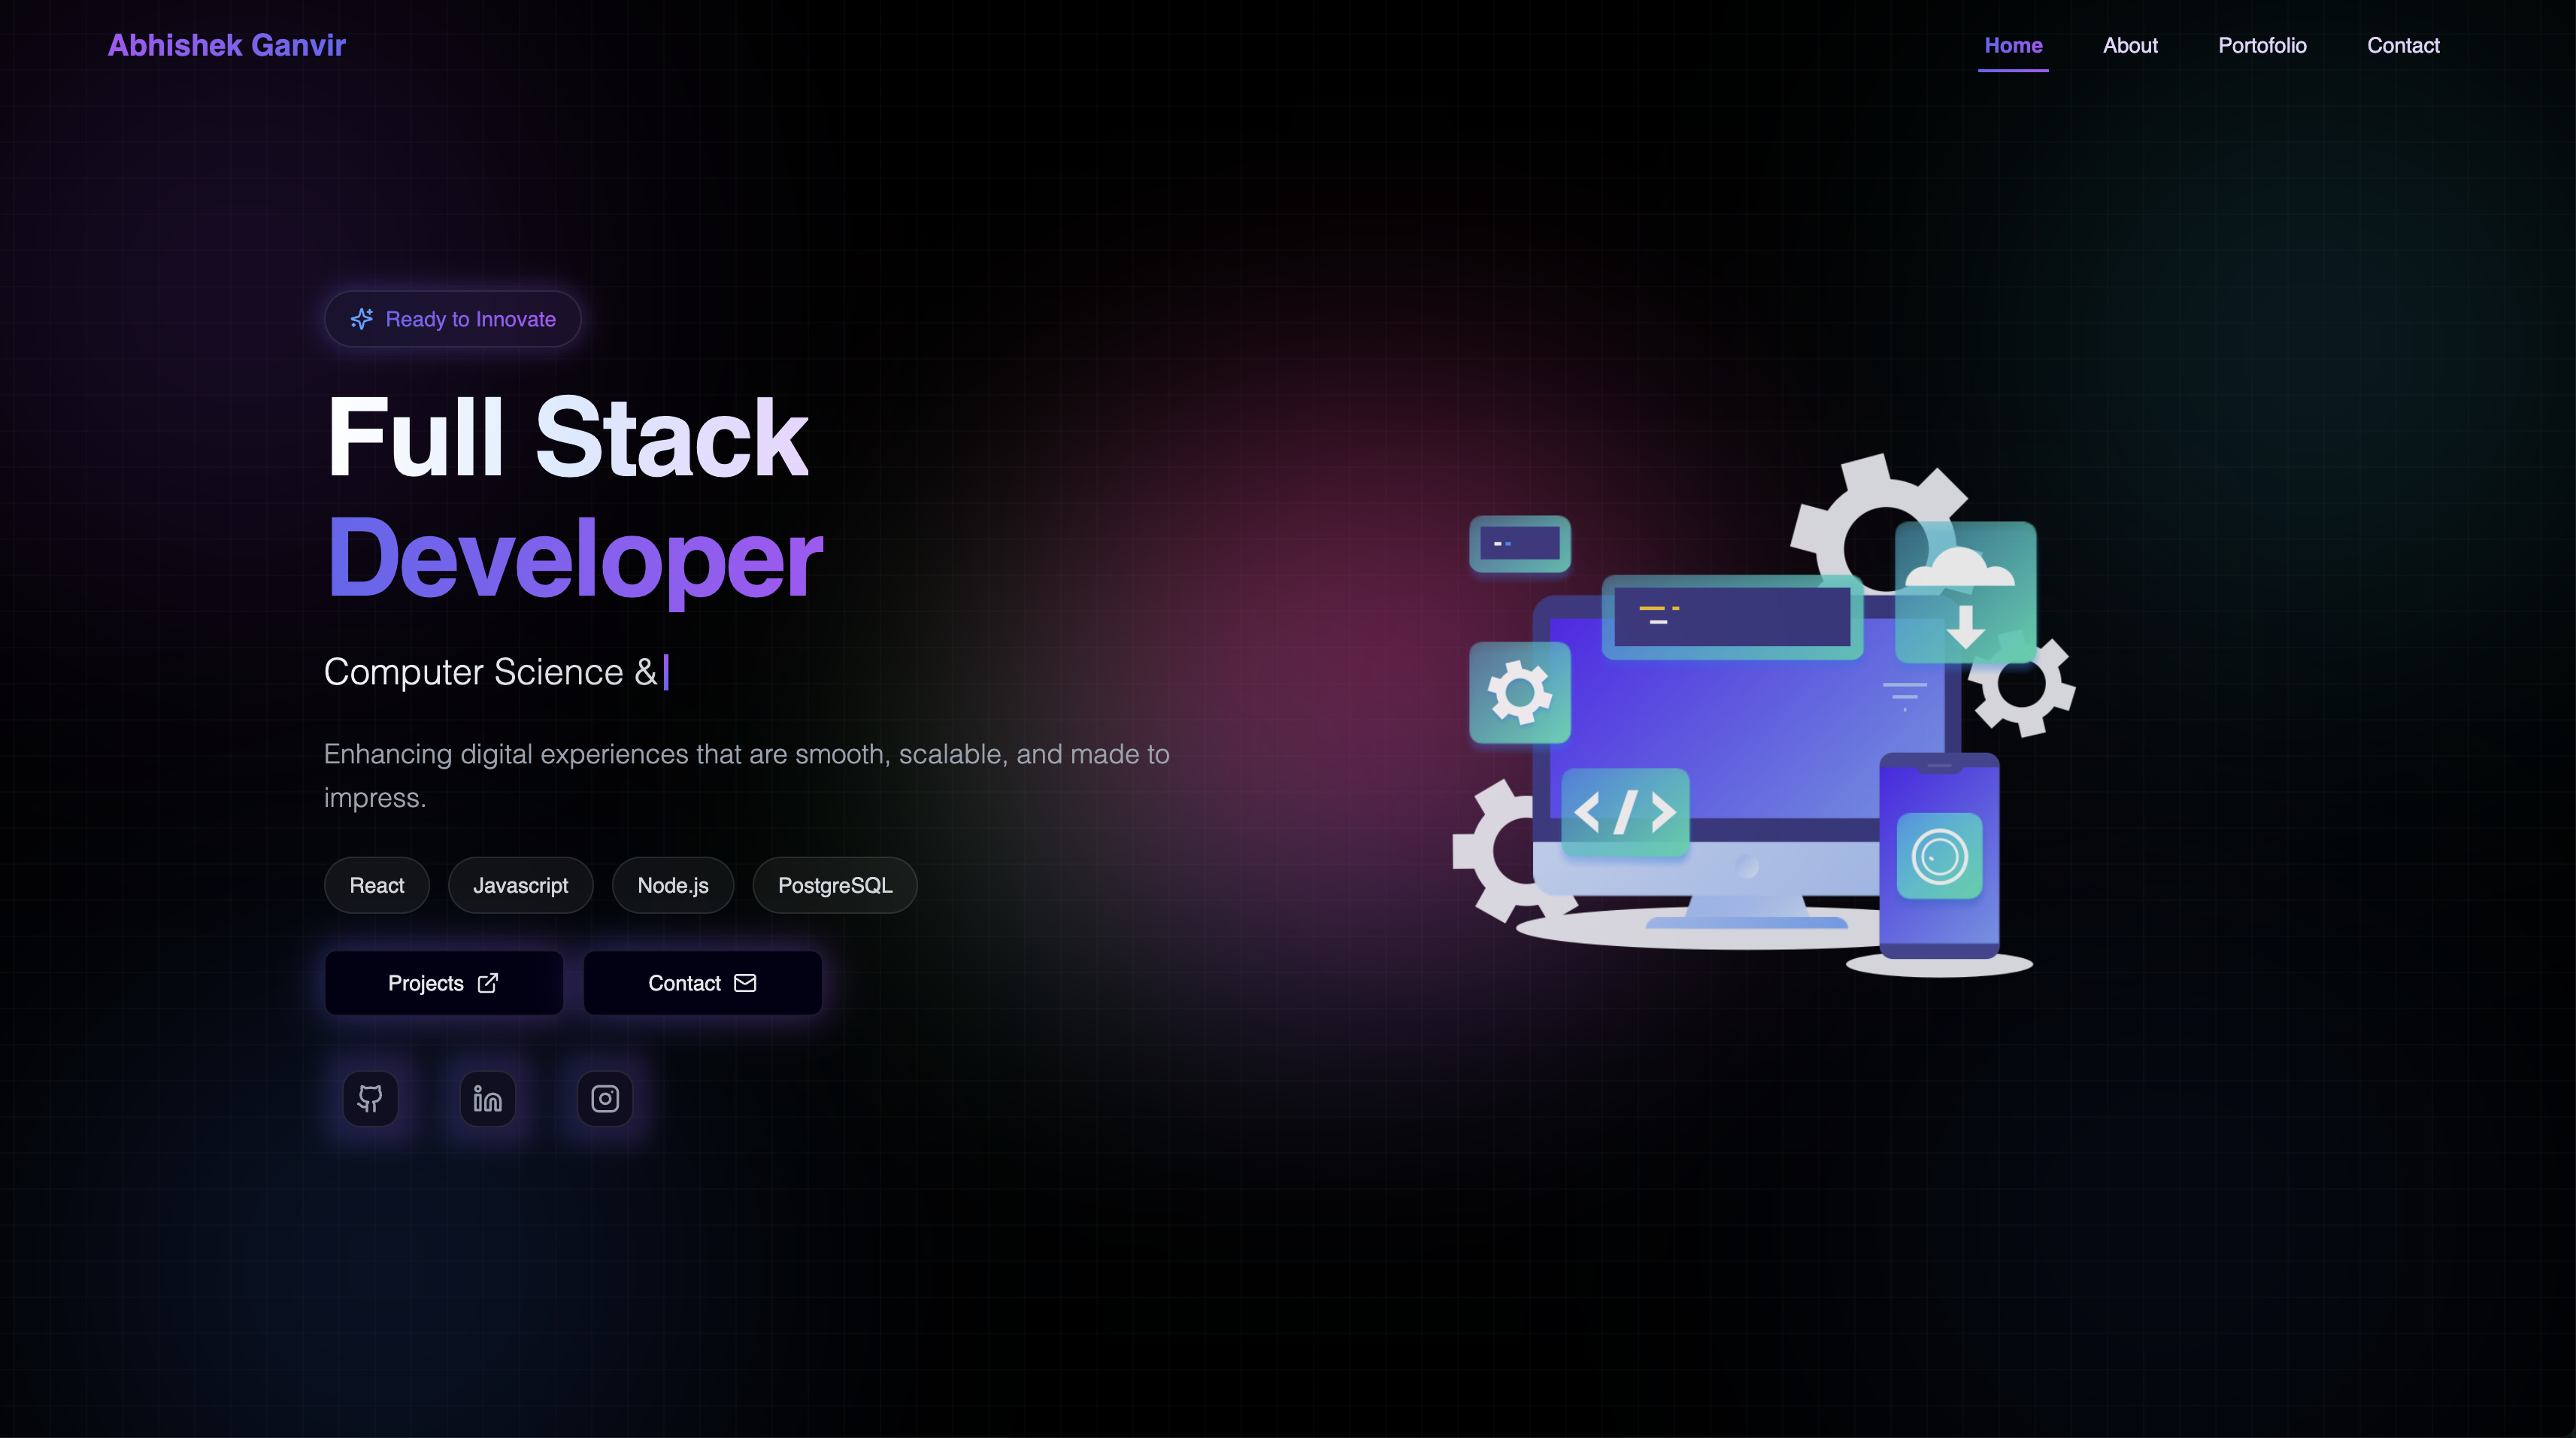 Abhishek Ganvir
Home
About
Portofolio
Contact
Ready to Innovate
Full Stack
Developer
Computer Science &
Enhancing digital experiences that are smooth, scalable, and made to
impress.
React
Javascript
Node.js
PostgreSQL
Projects
Contact
</>